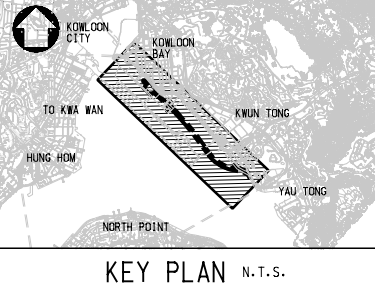 KOWLOON
CITY
KOWLOON
BAY
TO KWA WAN
KWUN TONG
HUNG HOM
YAU TONG
NORTH POINT
KEY PLAN N.T.S.